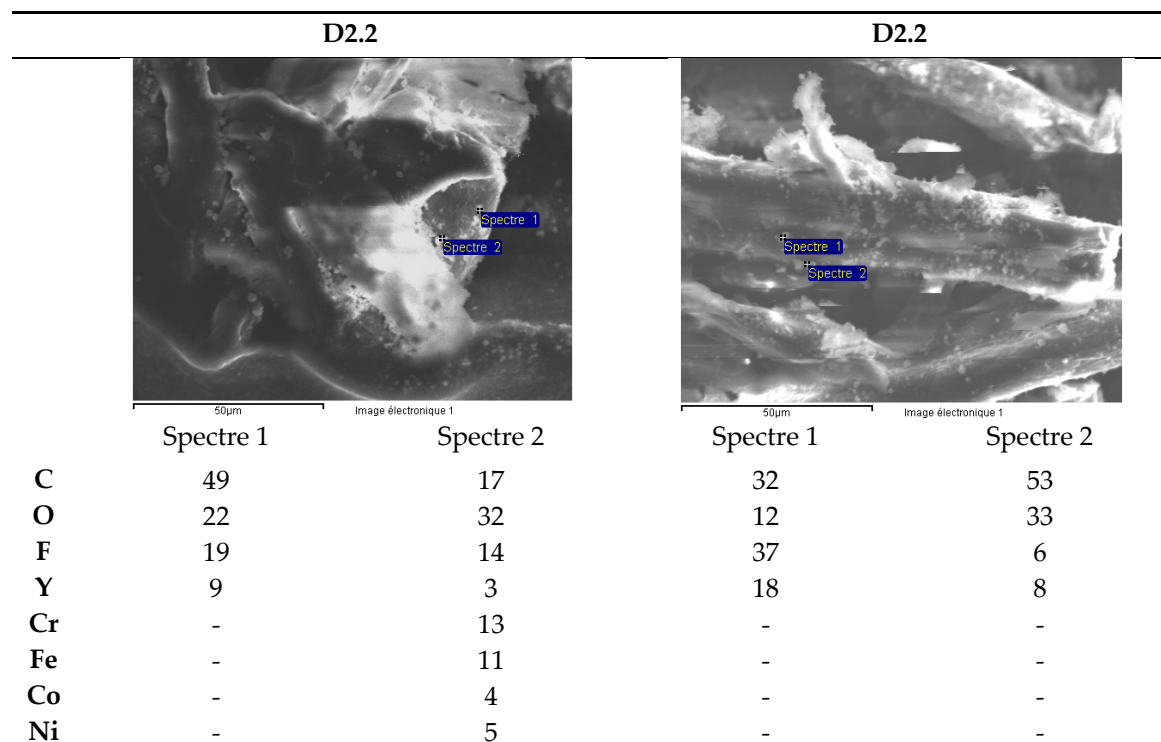 D2.2 D2.2
Spectre 1
Spectre 2
Spectre 1
Spectre 2
50µm Image électronique 1 50µm Image électronique 1
Spectre 1 Spectre 2 Spectre 1 Spectre 2
C 49 17 32 53
O 22 32 12 33
F 19 14 37 6
Y 9 3 18 8
Cr - 13 - -
Fe - 11 - -
Co - 4 - -
Ni - 5 - -